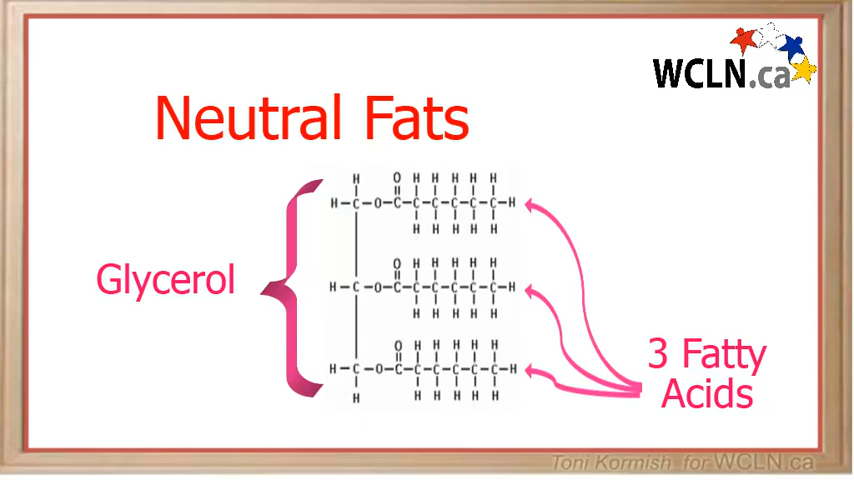 WCLN.ca
Neutral Fats
H O H H H H H
H-C-O-C-C-C-C-C-C-H
H H H H H
O H H H H H
H-C-O-C-C-C-C-C-C-H
H H H H H
Glycerol
O H H H H H
H-C-O-C-C-C-C-C-C-H
H H H H H H
3 Fatty
Acids
Toni Kormish for WCLN.ca